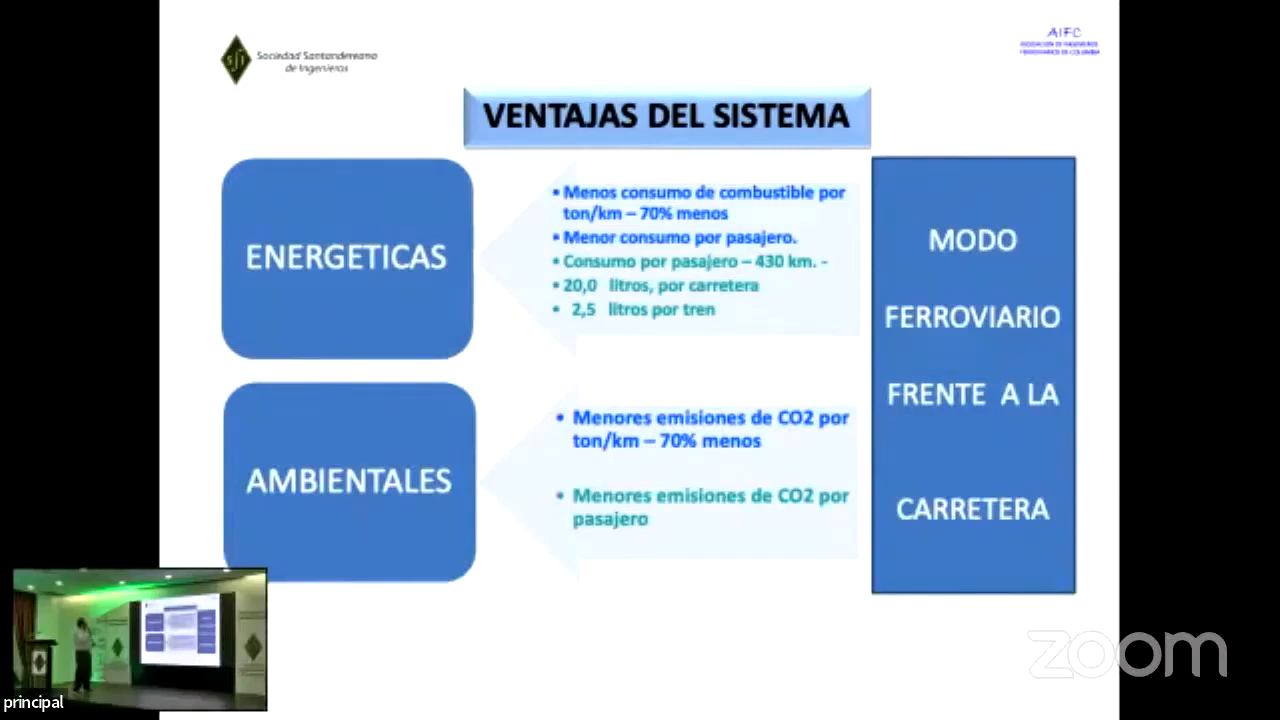 Sociedad Santandereana
de Ingenieros
AIFC
ASOCIACIÓN DE INGENIEROS
FERROVIARIOS DE COLOMBIA
VENTAJAS DEL SISTEMA
ENERGETICAS
• Menos consumo de combustible por
ton/km – 70% menos
• Menor consumo por pasajero.
• Consumo por pasajero – 430 km. -
• 20,0 litros, por carretera
• 2,5 litros por tren
AMBIENTALES
• Menores emisiones de CO2 por
ton/km – 70% menos
• Menores emisiones de CO2 por
pasajero
MODO
FERROVIARIO
FRENTE A LA
CARRETERA
principal
zoom